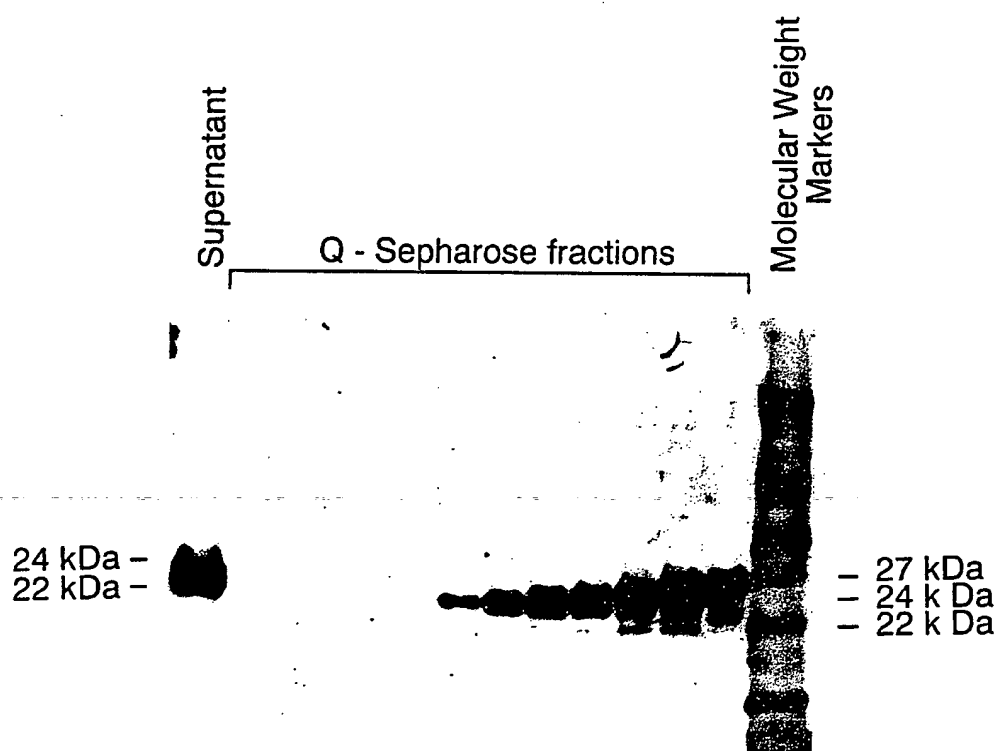 Supernatant
Q - Sepharose fractions
Molecular Weight
Markers
24 kDa –
22 kDa –
– 27 kDa
– 24 k Da
– 22 k Da